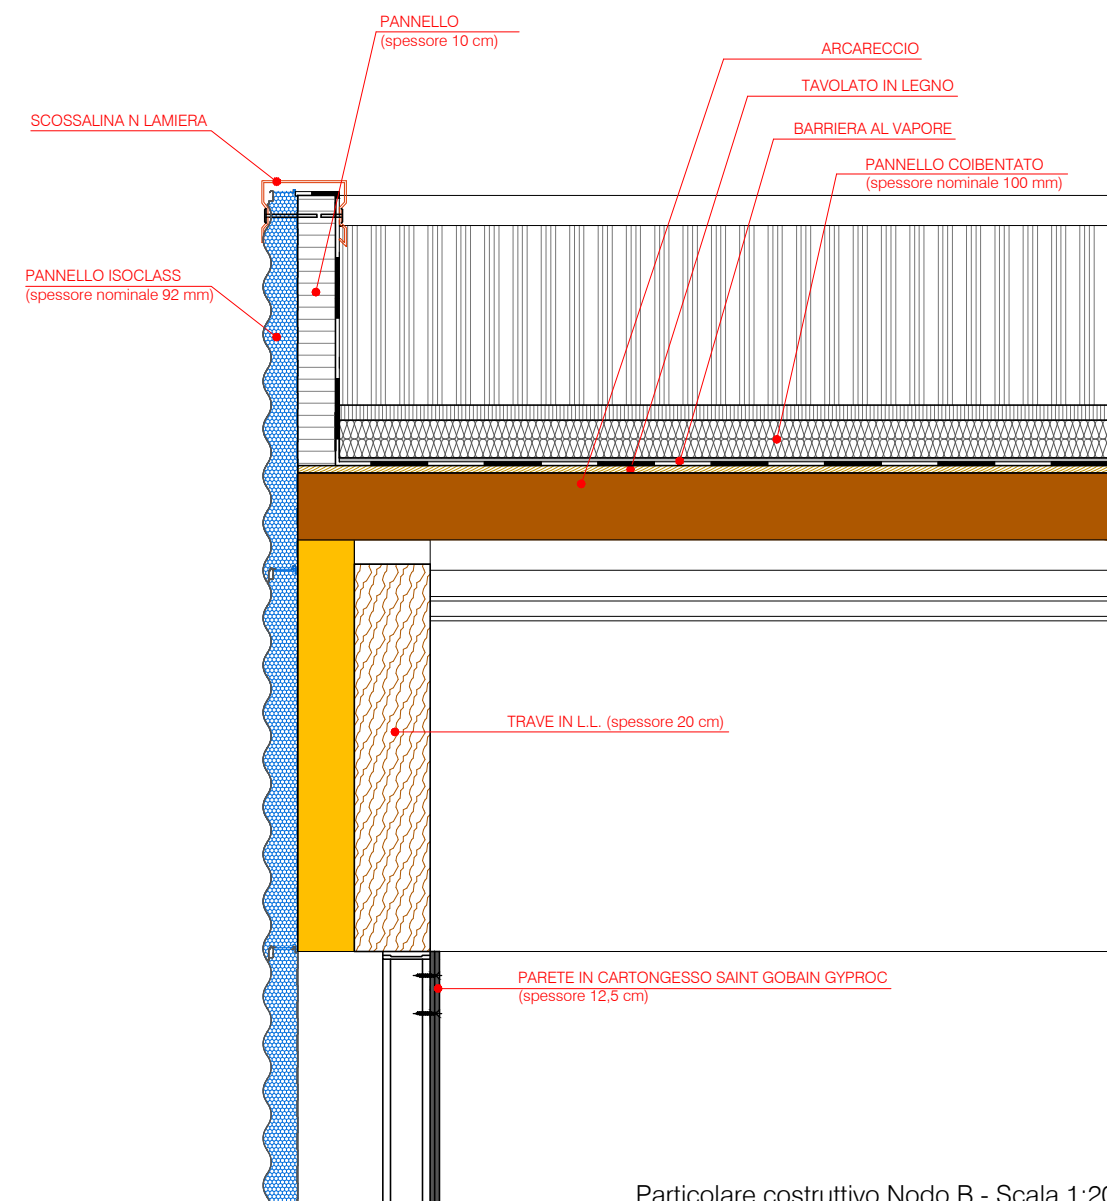 PANNELLO
(spessore 10 cm)
ARCARECCIO
TAVOLATO IN LEGNO
SCOSSALINA N LAMIERA
BARRIERA AL VAPORE
PANNELLO COIBENTATO
(spessore nominale 100 mm)
PANNELLO ISOCLASS
(spessore nominale 92 mm)
TRAVE IN L.L. (spessore 20 cm)
PARETE IN CARTONGESSO SAINT GOBAIN GYPROC
(spessore 12,5 cm)
Particolare costruttivo Nodo B - Scala 1:20